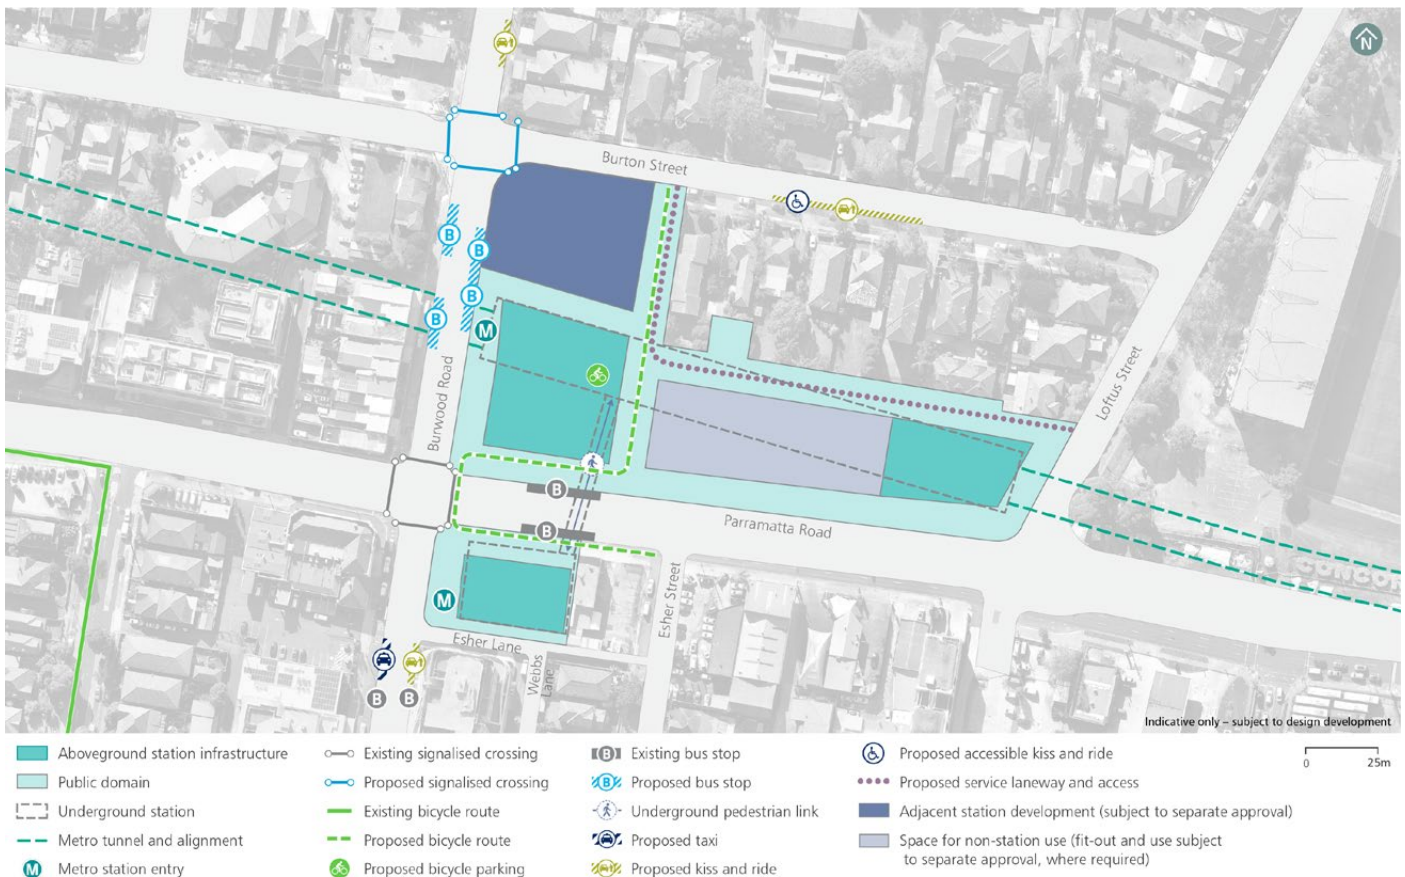 N
Burton Street
B
B
B
B
M
Burwood Road
Loftus Street
B
Parramatta Road
B
CONCOR
M
Esher Street
Esher Lane
Webbs
Lane
B
B
Indicative only – subject to design development
Aboveground station infrastructure
Public domain
Underground station
Metro tunnel and alignment
M Metro station entry
Existing signalised crossing
Proposed signalised crossing
Existing bicycle route
Proposed bicycle route
Proposed bicycle parking
B Existing bus stop
B Proposed bus stop
Underground pedestrian link
Proposed taxi
Proposed kiss and ride
Proposed accessible kiss and ride
Proposed service laneway and access
Adjacent station development (subject to separate approval)
Space for non-station use (fit-out and use subject
to separate approval, where required)
0 25m